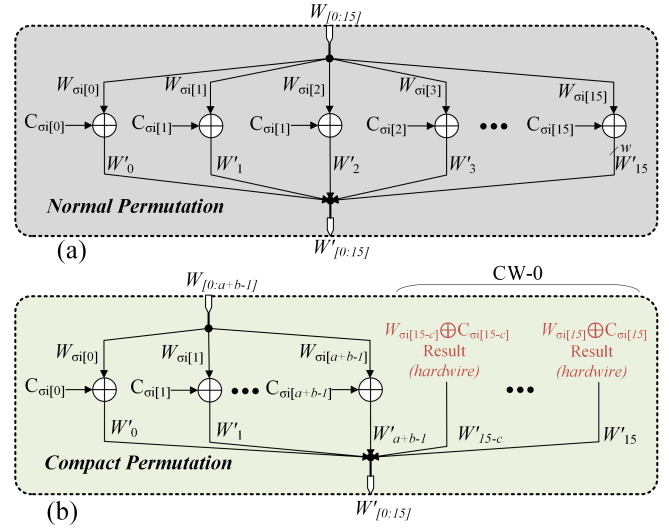 W[0:15]
Wσi[0] Wσi[1] Wσi[2] Wσi[3] Wσi[15]
Cσi[0] Cσi[1] Cσi[1] Cσi[2] Cσi[15]
w
W'0 W'1 W'2 W'3 W'15
Normal Permutation
(a)
W'[0:15]
CW-0
W[0:a+b-1]
Wσi[15-c]⊕Cσi[15-c] Wσi[15]⊕Cσi[15]
Wσi[0] Wσi[1] Wσi[a+b-1] Result Result
(hardwire) (hardwire)
Cσi[0] Cσi[1] Cσi[a+b-1]
W'0 W'1 W'a+b-1 W'15-c W'15
Compact Permutation
(b)
W'[0:15]